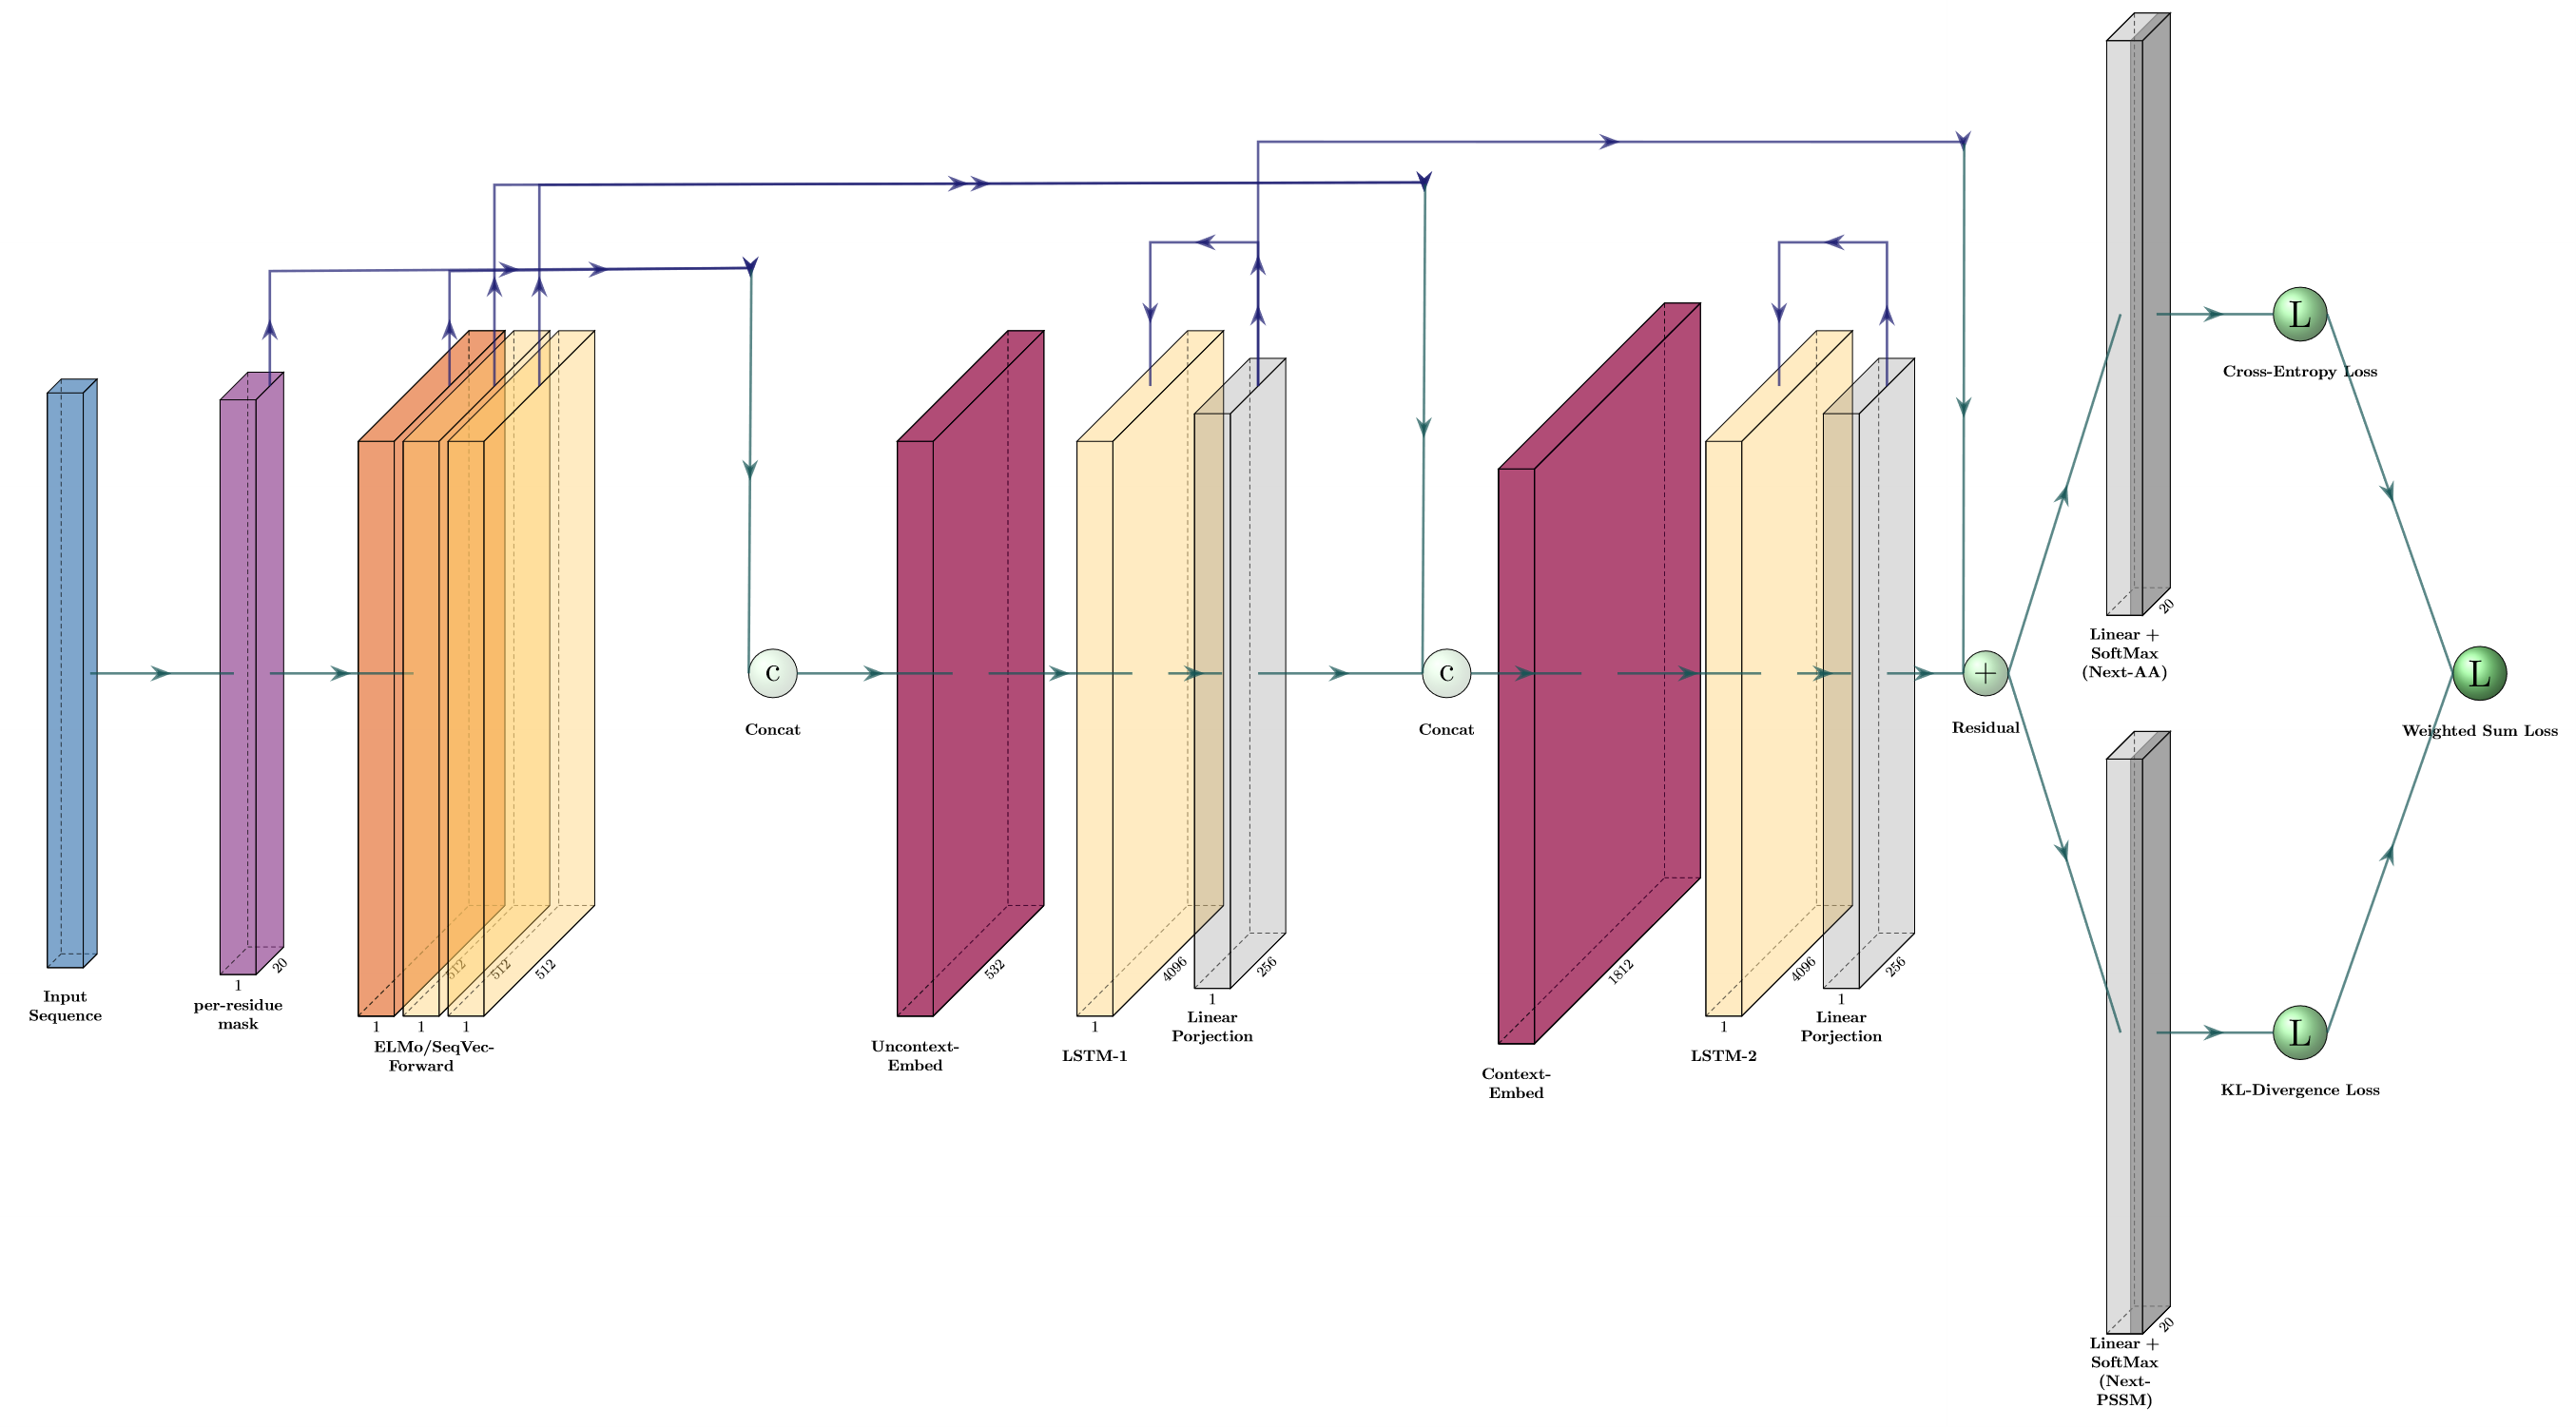 Input
Sequence
1
20
per-residue
mask
1
1
1
512
512
512
ELMo/SeqVec-
Forward
c
Concat
532
Uncontext-
Embed
1
4096
LSTM-1
1
256
Linear
Porjection
c
Concat
1812
Context-
Embed
1
4096
LSTM-2
1
256
Linear
Porjection
+
Residual
20
Linear +
SoftMax
(Next-AA)
20
Linear +
SoftMax
(Next-
PSSM)
L
Cross-Entropy Loss
L
KL-Divergence Loss
L
Weighted Sum Loss